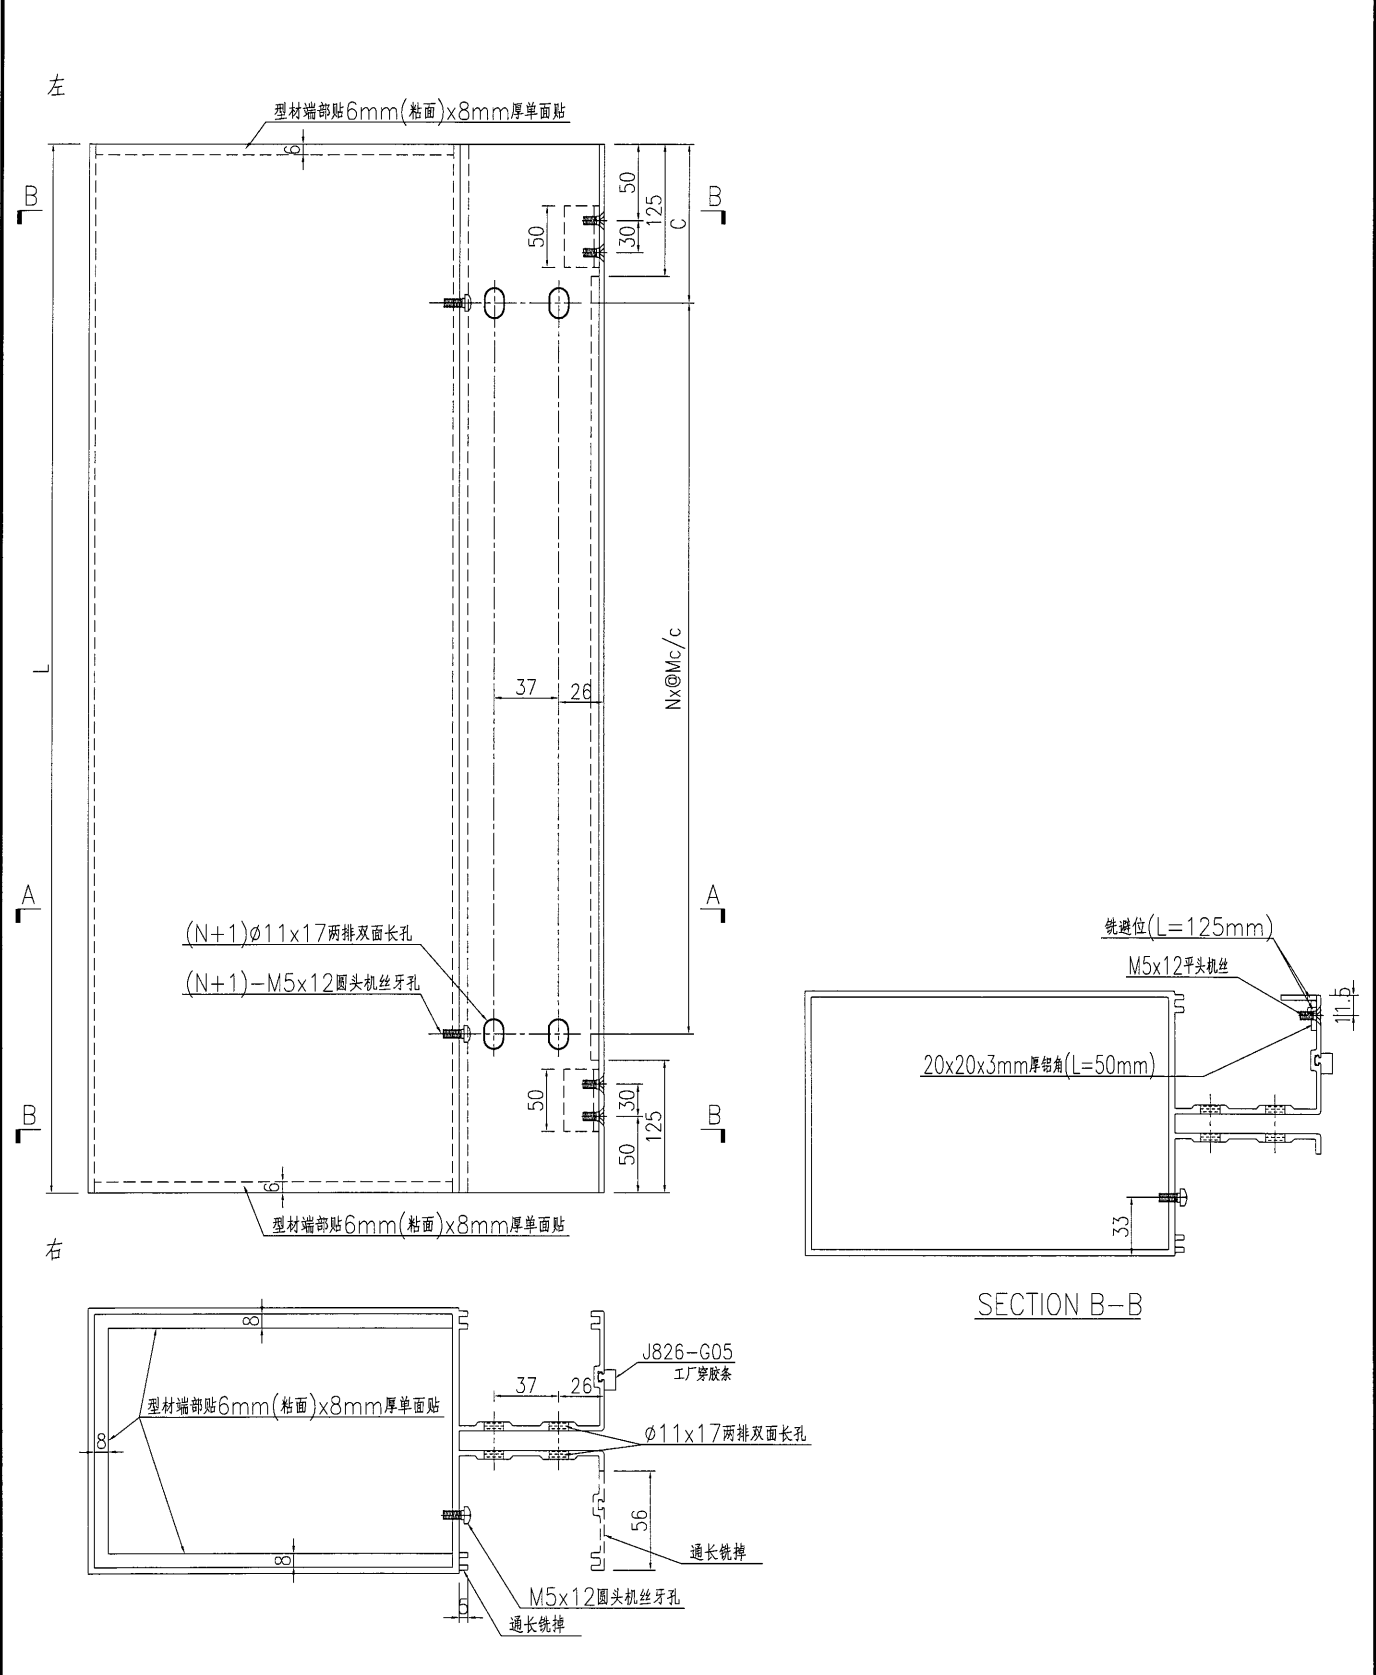 左
型材端部贴6mm(粘面)x8mm厚单面贴
6
B
B
50
125
C
50
30
L
Nx@Mc/c
37
26
A
A
(N+1)ø11x17两排双面长孔
(N+1)-M5x12圆头机丝牙孔
B
B
50
30
125
50
6
型材端部贴6mm(粘面)x8mm厚单面贴
右
铣避位(L=125mm)
M5x12平头机丝
11.5
20x20x3mm厚铝角(L=50mm)
33
SECTION B-B
8
J826-G05
工厂穿胶条
37
26
型材端部贴6mm(粘面)x8mm厚单面贴
8
ø11x17两排双面长孔
56
8
通长铣掉
M5x12圆头机丝牙孔
5
通长铣掉